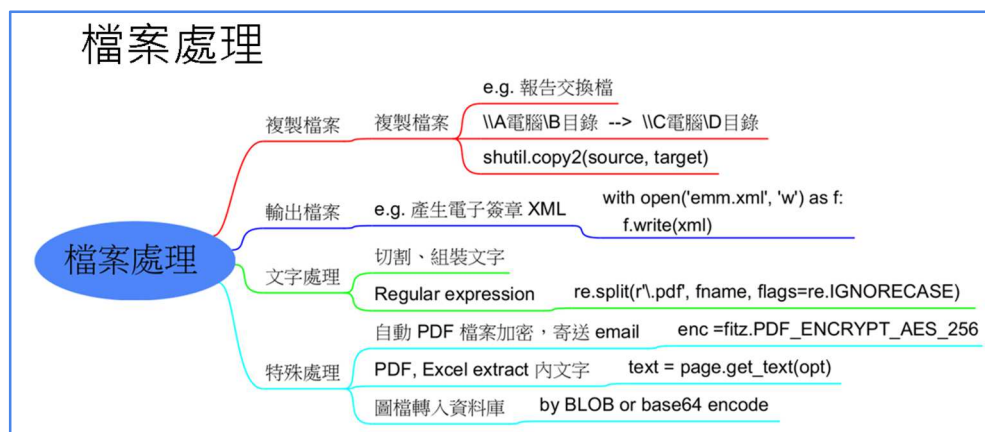 檔案處理
檔案處理
複製檔案
複製檔案
e.g. 報告交換檔
\\A電腦\B目錄 --> \\C電腦\D目錄
shutil.copy2(source, target)
輸出檔案
e.g. 產生電子簽章 XML
with open('emm.xml', 'w') as f:
f.write(xml)
文字處理
切割、組裝文字
Regular expression
re.split(r'\.pdf', fname, flags=re.IGNORECASE)
特殊處理
自動 PDF 檔案加密，寄送 email
enc =fitz.PDF_ENCRYPT_AES_256
PDF, Excel extract 內文字
text = page.get_text(opt)
圖檔轉入資料庫
by BLOB or base64 encode